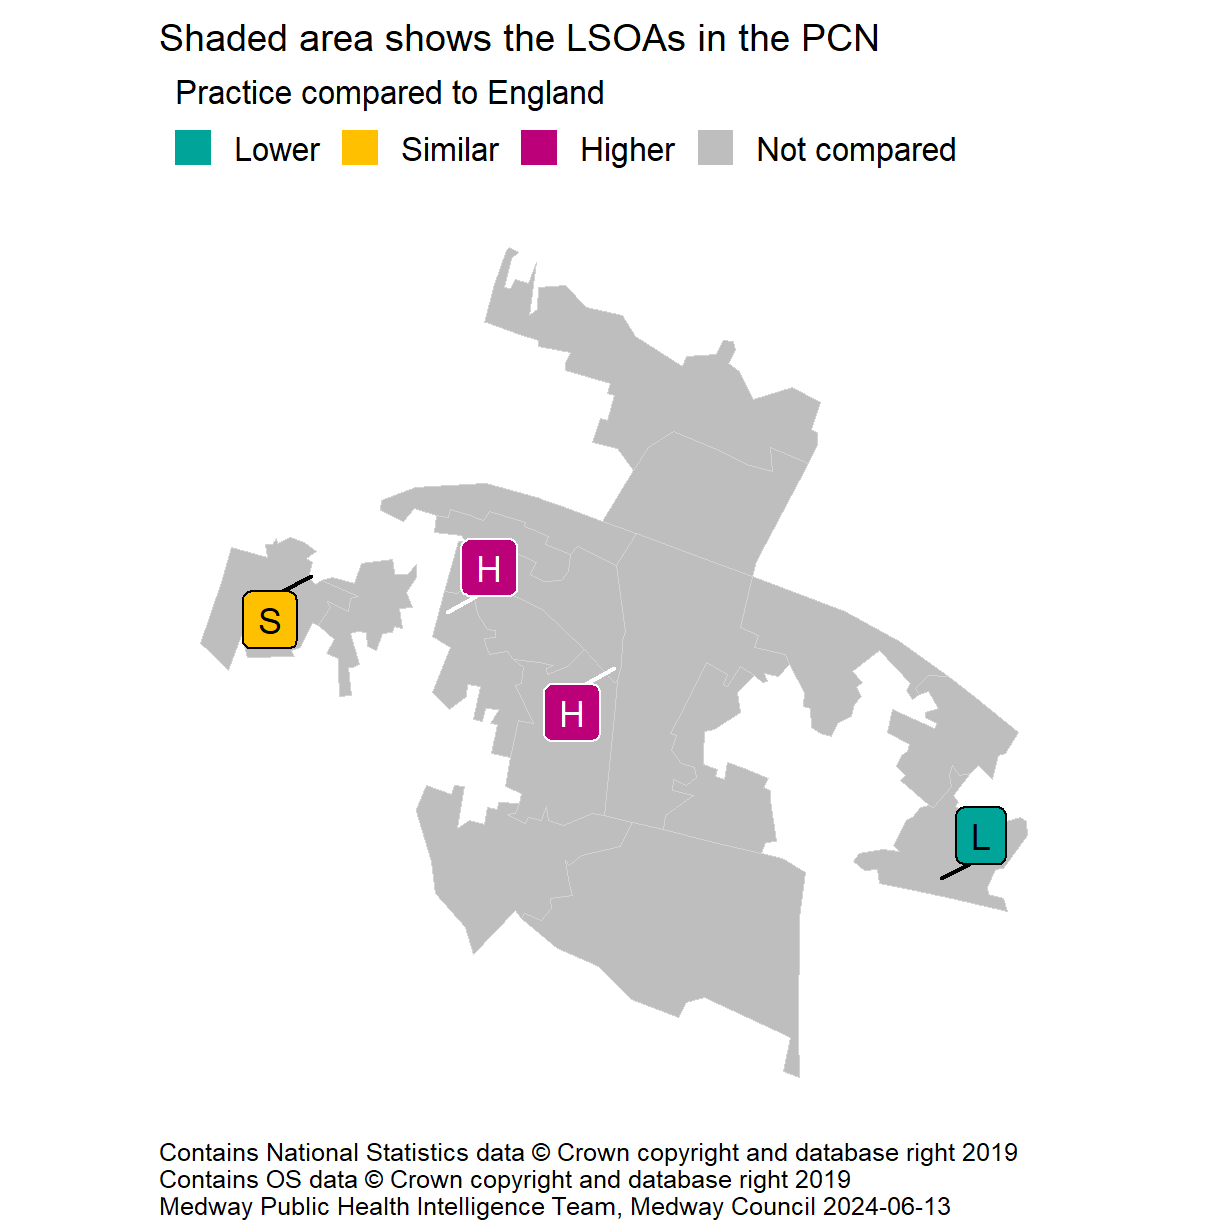 Shaded area shows the LSOAs in the PCN
Practice compared to England
Lower Similar Higher Not compared
H
S
H
L
Contains National Statistics data © Crown copyright and database right 2019
Contains OS data © Crown copyright and database right 2019
Medway Public Health Intelligence Team, Medway Council 2024-06-13